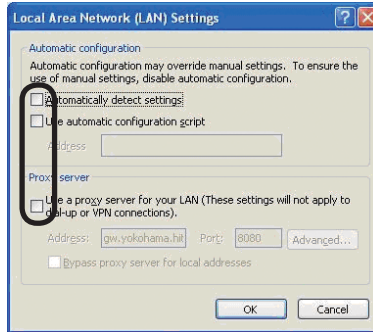 Local Area Network (LAN) Settings
Automatic configuration
Automatic configuration may override manual settings. To ensure the
use of manual settings, disable automatic configuration.
Automatically detect settings
Use automatic configuration script
Address
Proxy server
Use a proxy server for your LAN (These settings will not apply to
dial-up or VPN connections).
Address: gw.yokohama.hit Port: 8080 Advanced...
Bypass proxy server for local addresses
OK Cancel